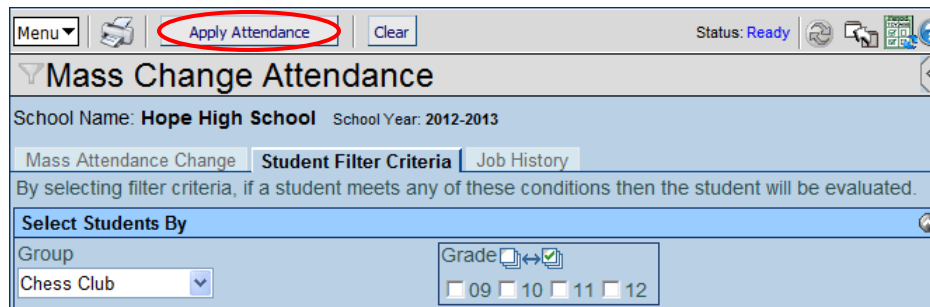 Menu Apply Attendance Clear Status: Ready
Mass Change Attendance
School Name: Hope High School School Year: 2012-2013
Mass Attendance Change Student Filter Criteria Job History
By selecting filter criteria, if a student meets any of these conditions then the student will be evaluated.
Select Students By
Group Grade
Chess Club 09 10 11 12